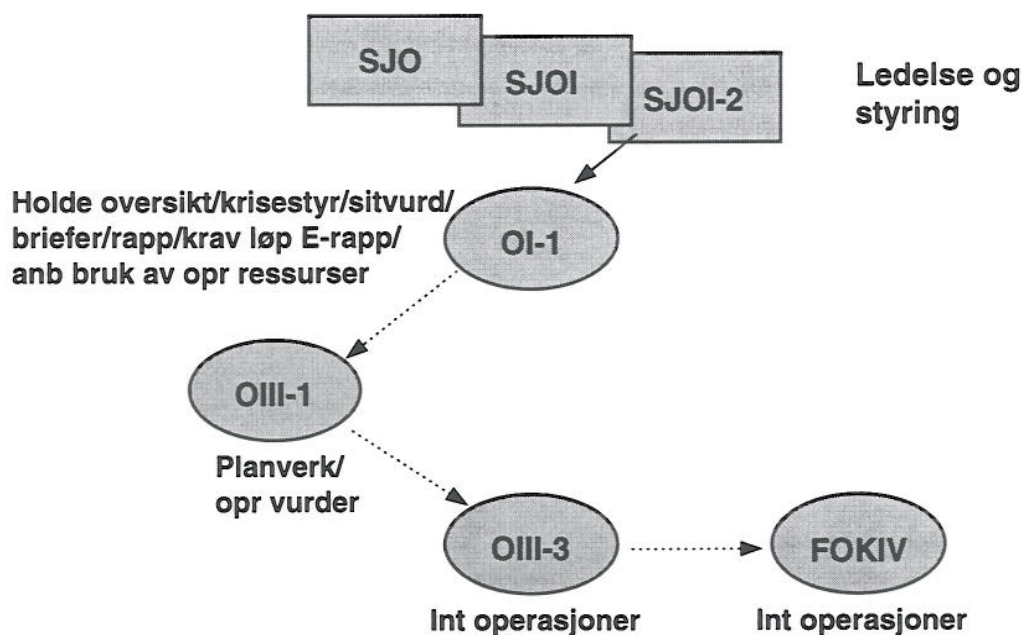 SJO
SJOI
SJOI-2
Ledelse og
styring
Holde oversikt/krisestyr/sitvurd/
briefer/rapp/krav løp E-rapp/
anb bruk av opr ressurser
OI-1
OIII-1
Planverk/
opr vurder
OIII-3
FOKIV
Int operasjoner
Int operasjoner